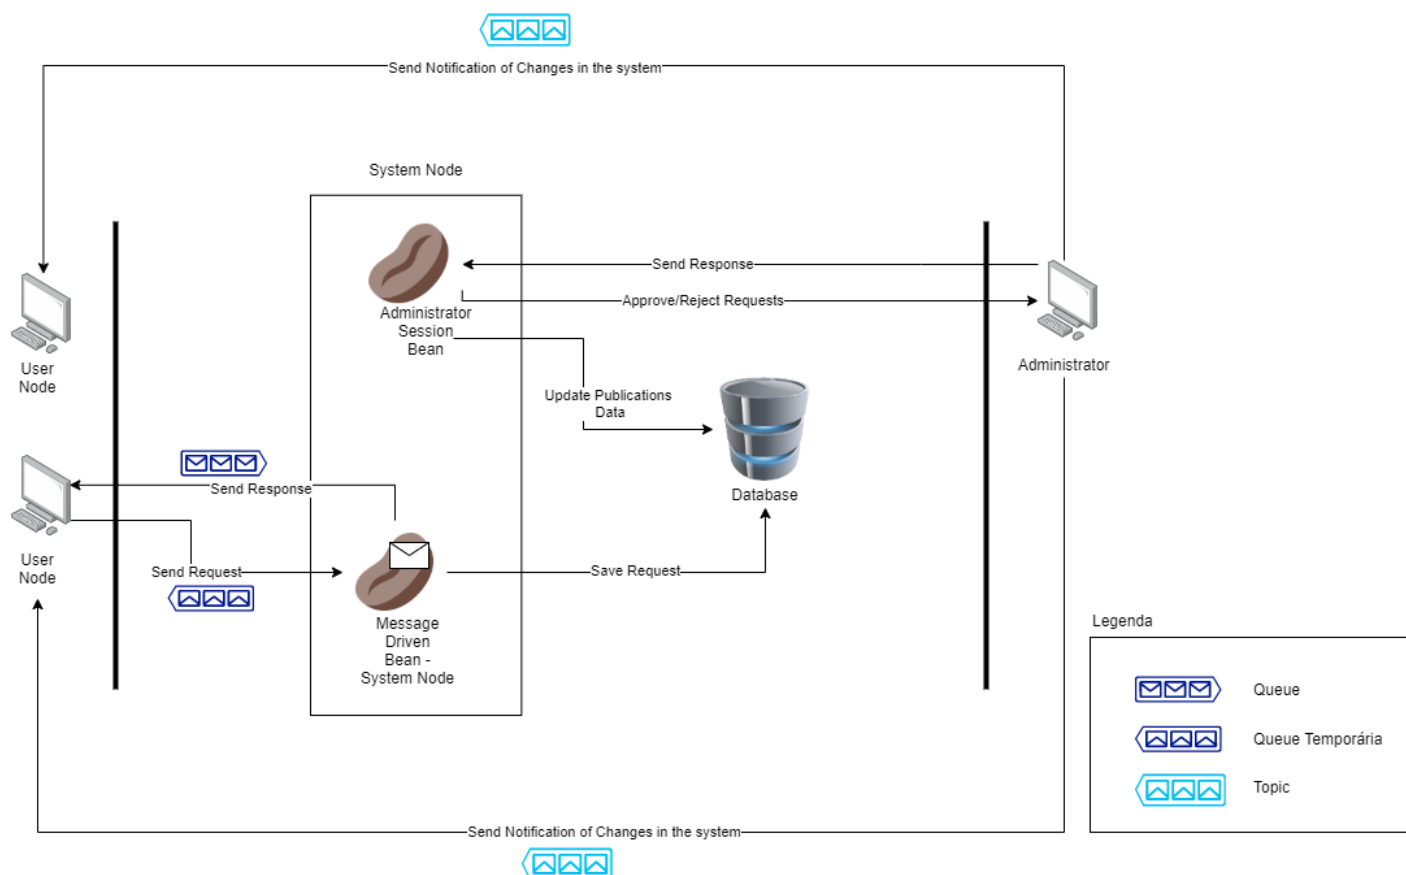 Send Notification of Changes in the system
System Node
Send Response
Approve/Reject Requests
Administrator
Session
Bean
User
Node
Administrator
Update Publications
Data
Send Response
Database
User
Node
Send Request
Save Request
Message
Driven
Bean -
System Node
Legenda
Queue
Queue Temporária
Topic
Send Notification of Changes in the system